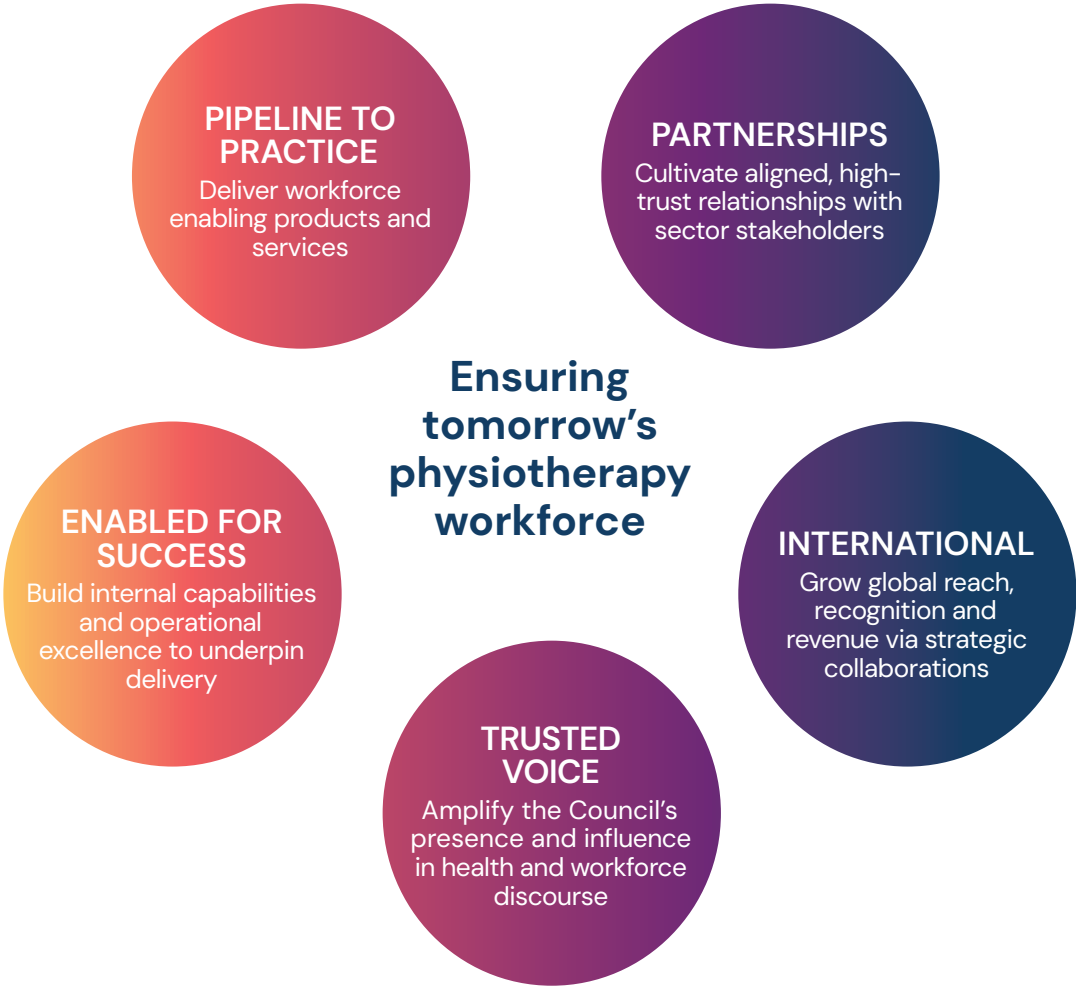 PIPELINE TO
PRACTICE
Deliver workforce
enabling products and
services
PARTNERSHIPS
Cultivate aligned, high-
trust relationships with
sector stakeholders
Ensuring
tomorrow’s
physiotherapy
workforce
ENABLED FOR
SUCCESS
Build internal capabilities
and operational
excellence to underpin
delivery
INTERNATIONAL
Grow global reach,
recognition and
revenue via strategic
collaborations
TRUSTED
VOICE
Amplify the Council’s
presence and influence
in health and workforce
discourse